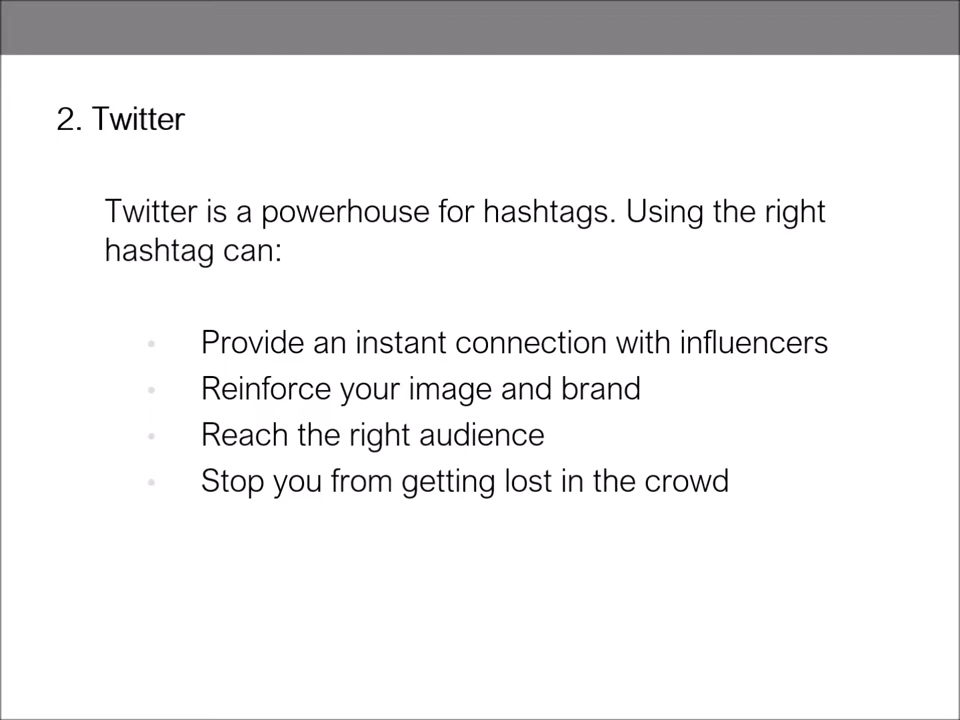 2. Twitter
Twitter is a powerhouse for hashtags. Using the right
hashtag can:
• Provide an instant connection with influencers
• Reinforce your image and brand
• Reach the right audience
• Stop you from getting lost in the crowd